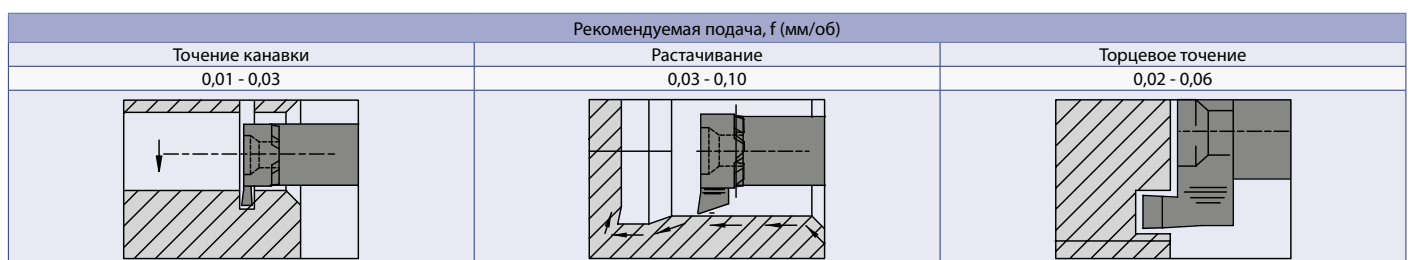 Рекомендуемая подача, f (мм/об)
Точение канавки
Растачивание
Торцевое точение
0,01 - 0,03
0,03 - 0,10
0,02 - 0,06